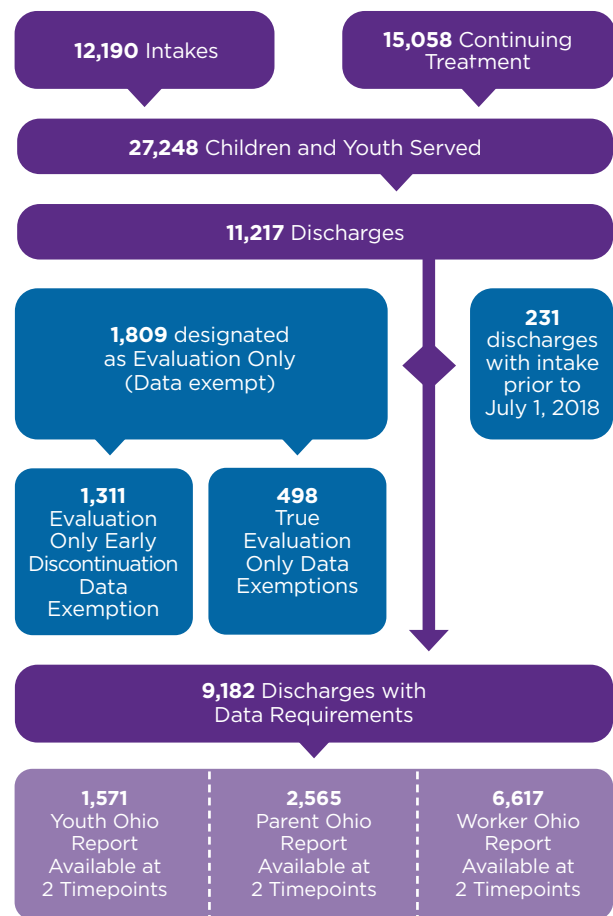 12,190 Intakes
15,058 Continuing
Treatment
27,248 Children and Youth Served
11,217 Discharges
1,809 designated
as Evaluation Only
(Data exempt)
231
discharges
with intake
prior to
July 1, 2018
1,311
Evaluation
Only Early
Discontinuation
Data
Exemption
498
True
Evaluation
Only Data
Exemptions
9,182 Discharges with
Data Requirements
1,571
Youth Ohio
Report
Available at
2 Timepoints
2,565
Parent Ohio
Report
Available at
2 Timepoints
6,617
Worker Ohio
Report
Available at
2 Timepoints